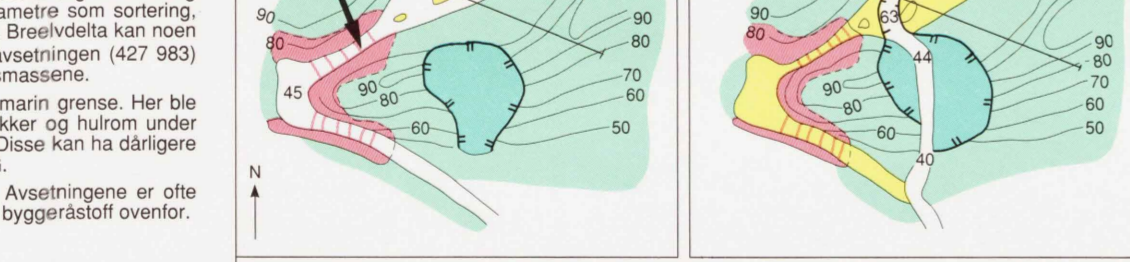 ametre som sortering,
Breelvdelta kan noen
avsetningen (427 983)
smassene.
marin grense. Her ble
kker og hulrom under
Disse kan ha dårligere
Avsetningene er ofte
byggeråstoff ovenfor.
90
80
45
90
80
60
90
80
70
60
50
N
90
80
63
44
90
80
60
40
90
80
70
60
50